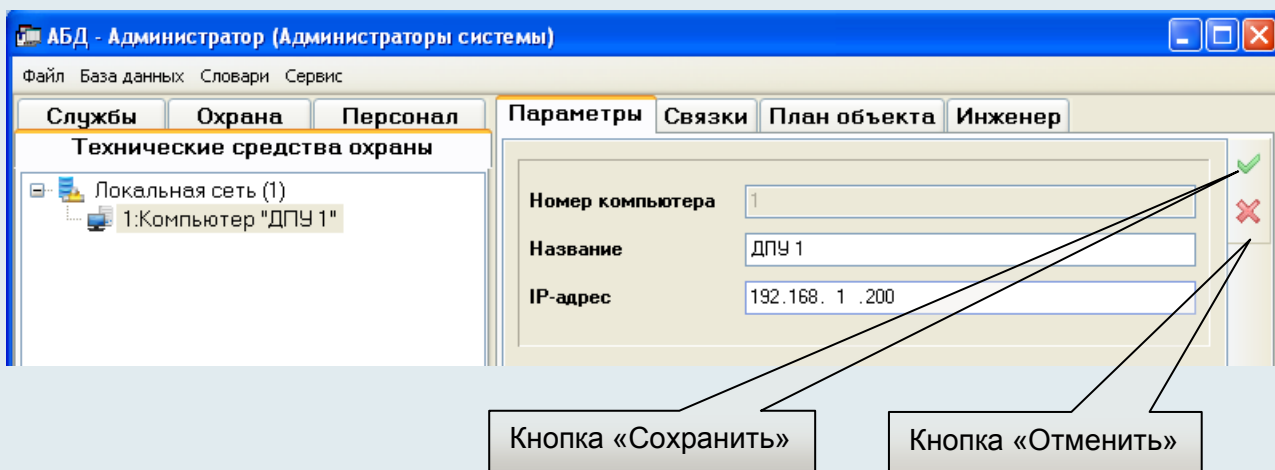 АБД - Администратор (Администраторы системы)
Файл База данных Словари Сервис
Службы Охрана Персонал
Технические средства охраны
Локальная сеть (1)
1:Компьютер "ДПУ 1"
Параметры Связки План объекта Инженер
Номер компьютера 1
Название ДПУ 1
IP-адрес 192.168. 1 .200
Кнопка «Сохранить»
Кнопка «Отменить»